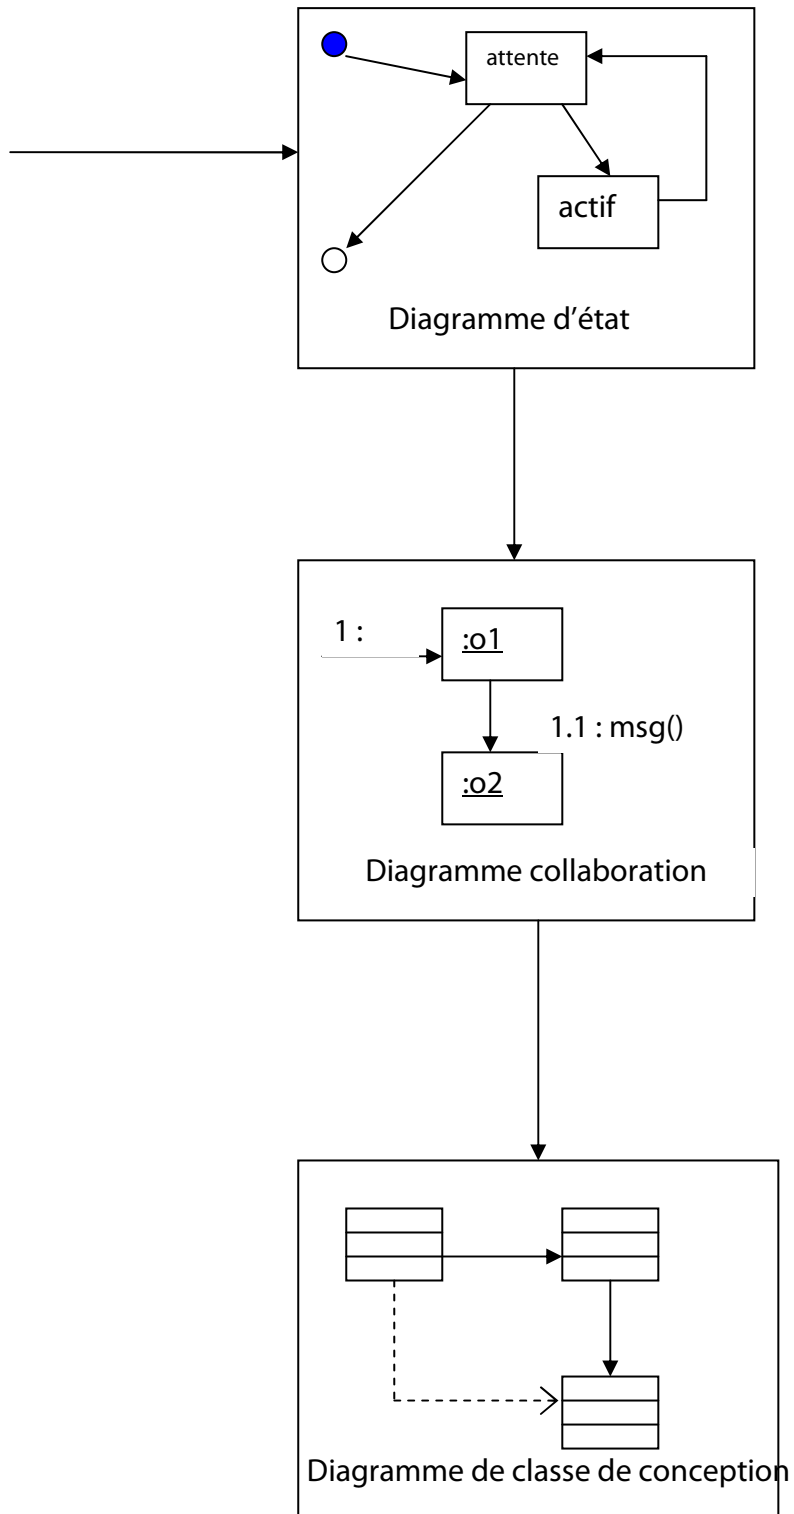 attente
actif
Diagramme d’état
1 :
:o1
1.1 : msg()
:o2
Diagramme collaboration
Diagramme de classe de conception